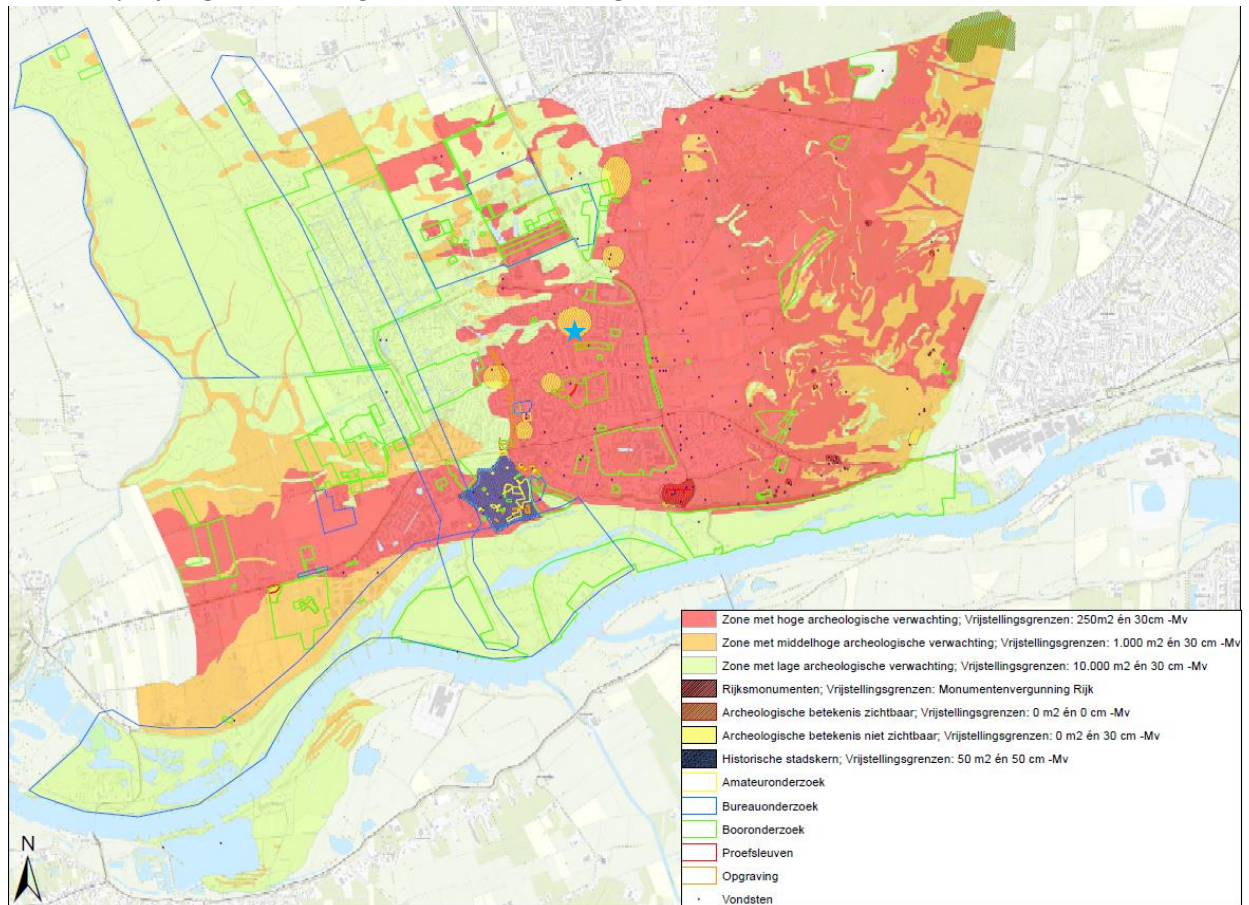 Zone met hoge archeologische verwachting; Vrijstellingsgrenzen: 250m2 én 30cm -Mv
Zone met middelhoge archeologische verwachting; Vrijstellingsgrenzen: 1.000 m2 én 30 cm -Mv
Zone met lage archeologische verwachting; Vrijstellingsgrenzen: 10.000 m2 én 30 cm -Mv
Rijksmonumenten; Vrijstellingsgrenzen: Monumentenvergunning Rijk
Archeologische betekenis zichtbaar; Vrijstellingsgrenzen: 0 m2 én 0 cm -Mv
Archeologische betekenis niet zichtbaar; Vrijstellingsgrenzen: 0 m2 én 30 cm -Mv
Historische stadskern; Vrijstellingsgrenzen: 50 m2 én 50 cm -Mv
Amateuronderzoek
Bureauonderzoek
Booronderzoek
Proefsleuven
Opgraving
Vondsten
N